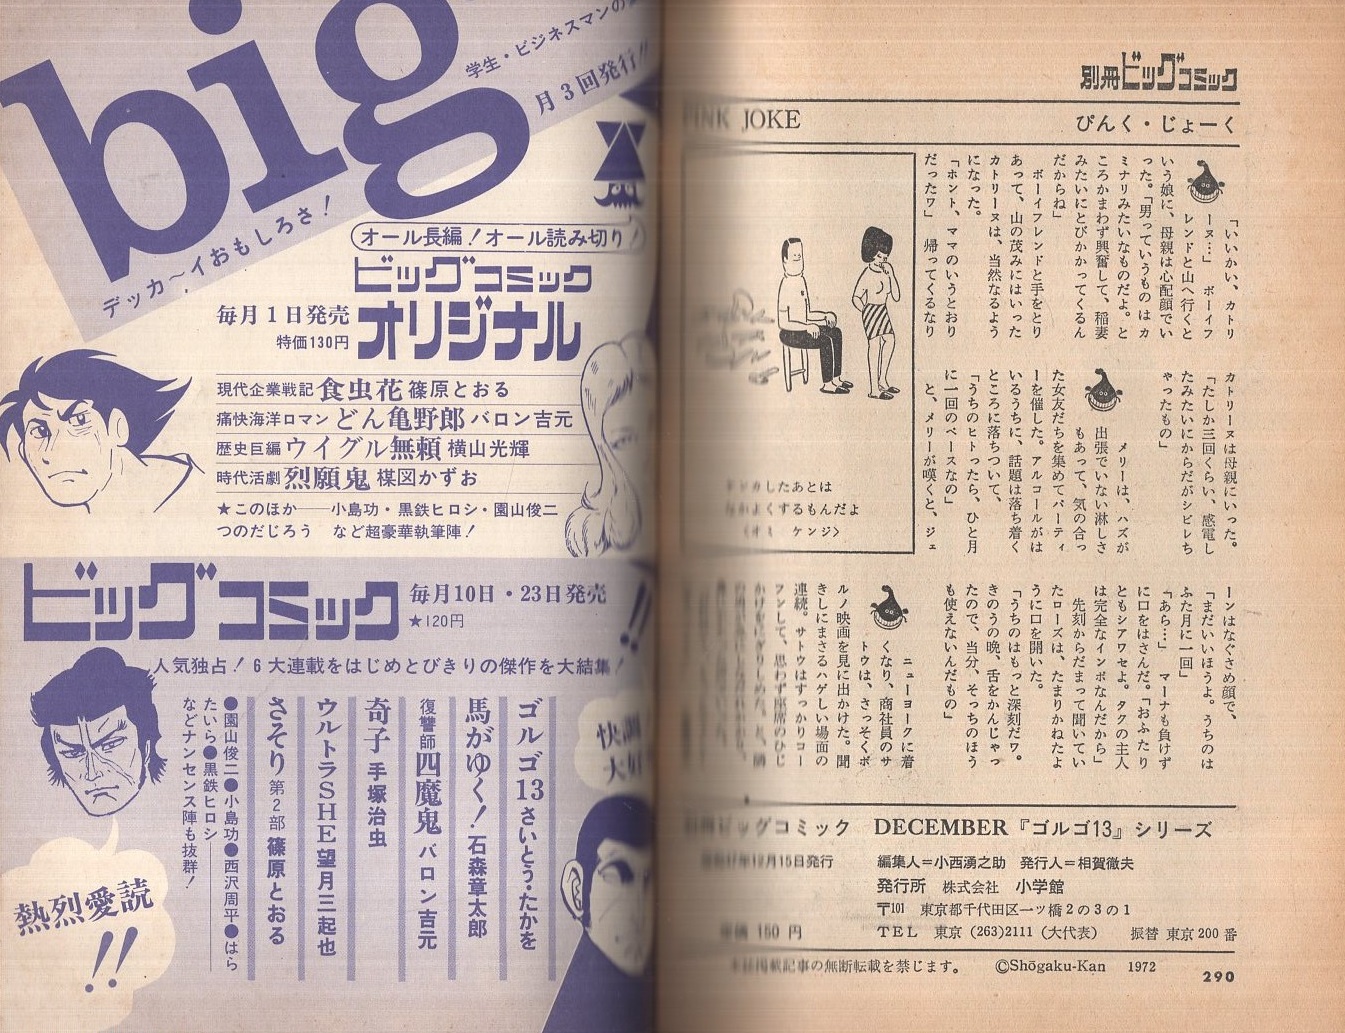 big
学生・ビジネスマンの
月3回発行!!
デッカ〜イおもしろさ!
オール長編!オール読み切り!
ビッグコミック
オリジナル
毎月1日発売
特価130円
現代企業戦記 食虫花 篠原とおる
痛快海洋ロマン どん亀野郎 バロン吉元
歴史巨編 ウイグル無頼 横山光輝
時代活劇 烈願鬼 楳図かずお
★このほか――小島功・黒鉄ヒロシ・園山俊二
つのだじろう など超豪華執筆陣!
ビッグコミック
毎月10日・23日発売
★120円
!!
人気独占!6大連載をはじめとびきりの傑作を大結集!
快調
大好
ゴルゴ13 さいとう・たかを
馬がゆく! 石森章太郎
復讐師 四魔鬼 バロン吉元
奇子 手塚治虫
ウルトラSHE 望月三起也
さそり 第2部 篠原とおる
●園山俊二●小島功●西沢周平●はら
たいら●黒鉄ヒロシ――
などナンセンス陣も抜群!
熱烈愛読
!!
別冊ビッグコミック
PINK JOKE
ぴんく・じょーく
「いいかい、カトリ
ーヌ…」 ボーイフ
レンドと山へ行くと
いう娘に、母親は心配顔でい
った。「男っていうものはカ
ミナリみたいなものだよ。と
ころかまわず興奮して、稲妻
みたいにとびかかってくるん
だからね」
ボーイフレンドと手をとり
あって、山の茂みにはいった
カトリーヌは、当然なるよう
になった。
「ホント、ママのいうとおり
だったワ」 帰ってくるなり
カトリーヌは母親にいった。
「たしか三回くらい、感電し
たみたいにからだがシビレち
ゃったもの」
メリーは、ハズが
出張でいない淋しさ
もあって、気の合っ
た女友だちを集めてパーティ
ーを催した。アルコールがは
いるうちに、話題は落ち着く
ところに落ちついて、
「うちのヒトったら、ひと月
に一回のペースなの」
と、メリーが嘆くと、ジェ
ーンはなぐさめ顔で、
「まだいいほうよ。うちのは
ふた月に一回」
「あら…」 マーナも負けず
に口をはさんだ。「おふたり
ともシアワセよ。タクの主人
は完全なインポなんだから」
先刻からだまって聞いてい
たローズは、たまりかねたよ
うに口を開いた。
「うちのはもっと深刻だワ。
きのうの晩、舌をかんじゃっ
たので、当分、そっちのほう
も使えないんだもの」
ニューヨークに着
くなり、商社員のサ
トウは、さっそくポ
ルノ映画を見に出かけた。聞
きしにまさるハゲしい場面の
連続。サトウはすっかりコー
フンして、思わず座席のひじ
したあとは
なかよくするもんだよ
〈オミ ケンジ〉
別冊ビッグコミック DECEMBER『ゴルゴ13』シリーズ
昭和47年12月15日発行
編集人=小西湧之助 発行人=相賀徹夫
発行所 株式会社 小学館
〒101 東京都千代田区一ツ橋2の3の1
定価 150円
TEL 東京(263)2111(大代表) 振替 東京200番
本誌掲載記事の無断転載を禁じます。 ©Shōgaku-Kan 1972
290